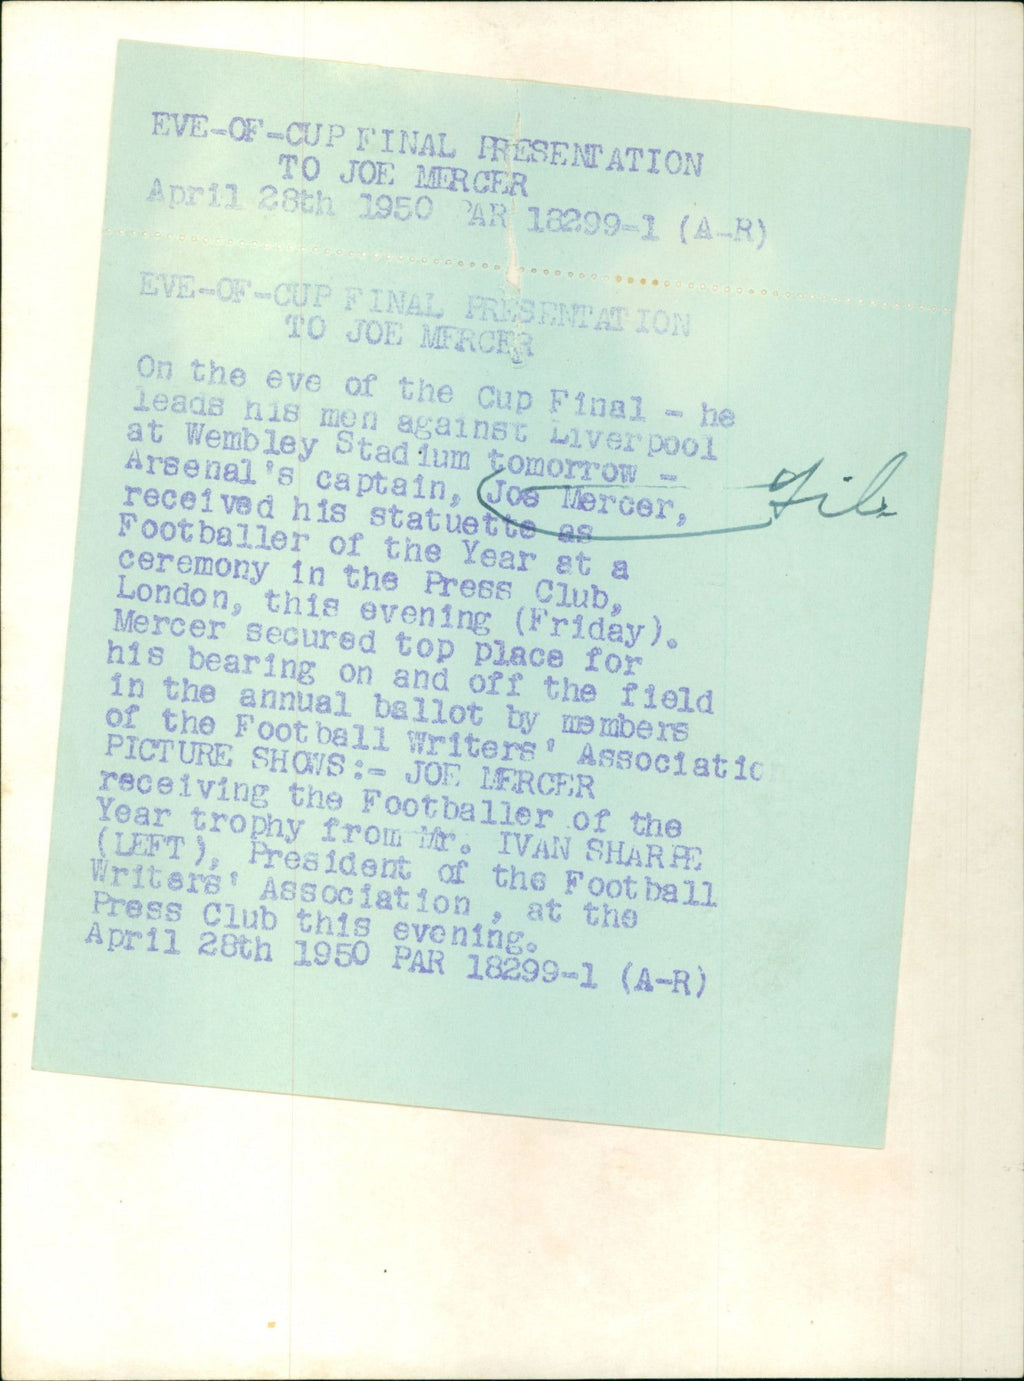 EVE-OF-CUP FINAL PRESENTATION
TO JOE MERCER
April 28th 1950 PAR 18299-1 (A-R)
EVE-OF-CUP FINAL PRESENTATION
TO JOE MERCER
On the eve of the Cup Final - he
leads his men against Liverpool
at Wembley Stadium tomorrow -
Arsenal's captain, Joe Mercer,
File
received his statuette as
Footballer of the Year at a
ceremony in the Press Club,
London, this evening (Friday).
Mercer secured top place for
his bearing on and off the field
in the annual ballot by members
of the Football Writers' Association
PICTURE SHOWS:- JOE MERCER
receiving the Footballer of the
Year trophy from Mr. IVAN SHARPE
(LEFT), President of the Football
Writers' Association, at the
Press Club this evening.
April 28th 1950 PAR 18299-1 (A-R)